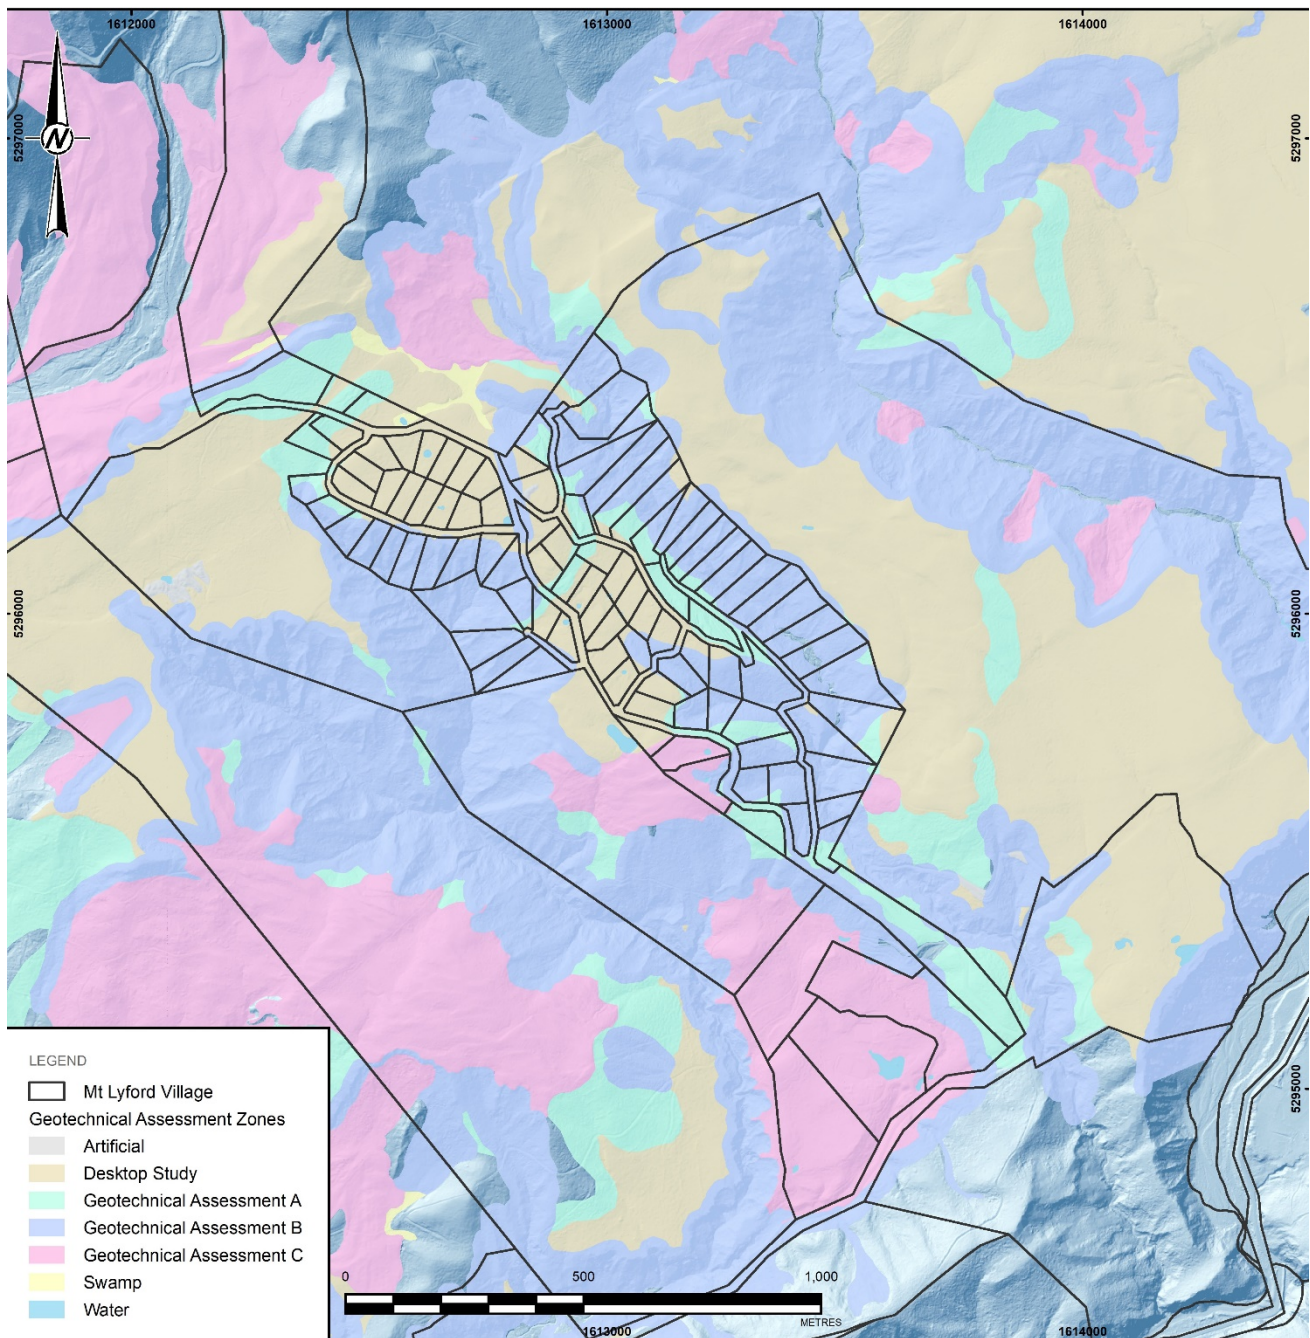 1612000
1613000
1614000
5297000
5297000
N
5296000
5296000
5295000
LEGEND
Mt Lyford Village
Geotechnical Assessment Zones
Artificial
Desktop Study
Geotechnical Assessment A
Geotechnical Assessment B
Geotechnical Assessment C
Swamp
Water
0
500
1,000
METRES
1613000
1614000